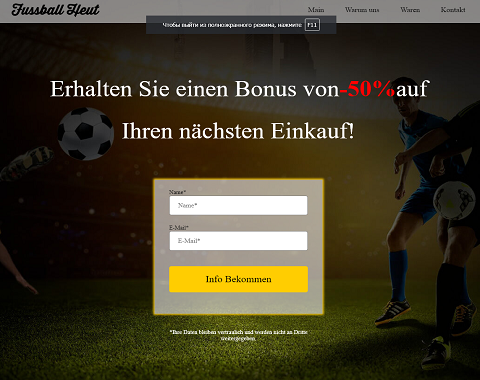 Fussball Heut
Main Warum uns Waren Kontakt
Чтобы выйти из полноэкранного режима, нажмите F11
Erhalten Sie einen Bonus von-50%auf
Ihren nächsten Einkauf!
Name*
Name*
E-Mail*
E-Mail*
Info Bekommen
*Ihre Daten bleiben vertraulich und werden nicht an Dritte
weitergegeben.